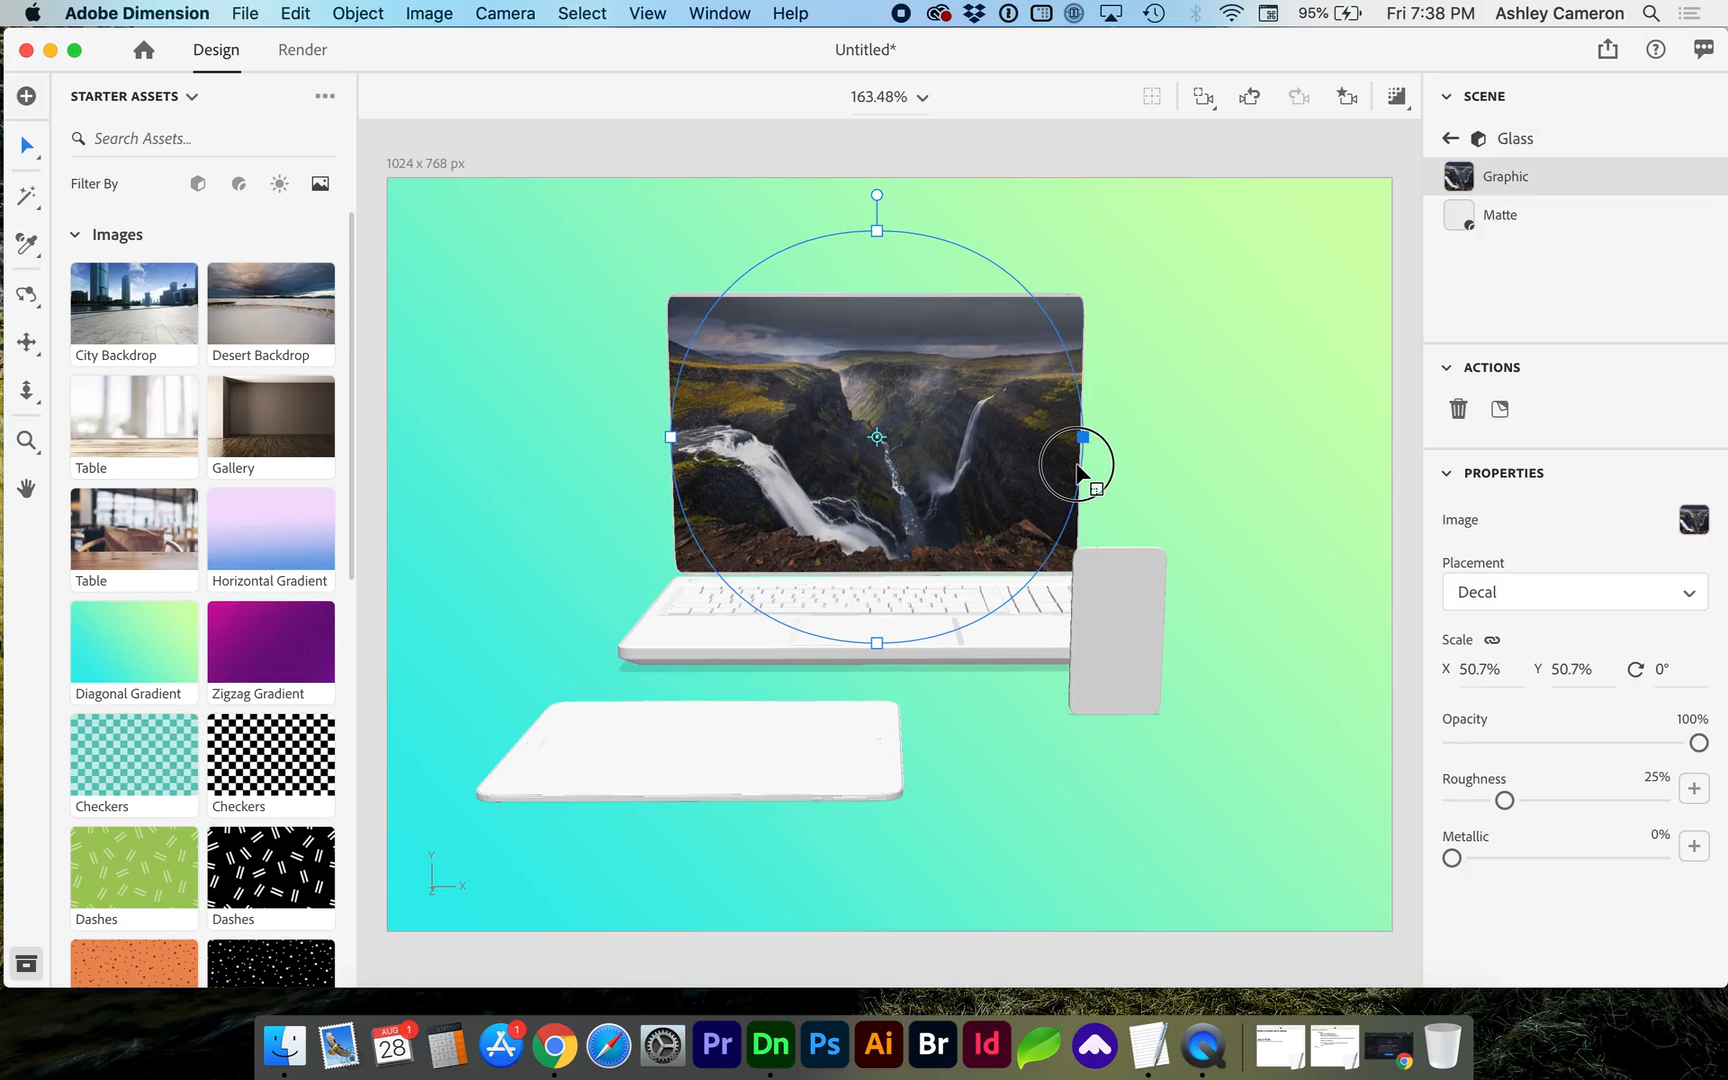 Adobe Dimension File Edit Object Image Camera Select View Window Help 95% Fri 7:38 PM Ashley Cameron
Design Render Untitled*
STARTER ASSETS
Search Assets...
Filter By
Images
City Backdrop Desert Backdrop
Table Gallery
Table Horizontal Gradient
Diagonal Gradient Zigzag Gradient
Checkers Checkers
Dashes Dashes
163.48%
1024 x 768 px
Y
Z X
SCENE
Glass
Graphic
Matte
ACTIONS
PROPERTIES
Image
Placement
Decal
Scale
X 50.7% Y 50.7% 0°
Opacity 100%
Roughness 25%
Metallic 0%
AUG 1 1
28 Pr Dn Ps Ai Br Id